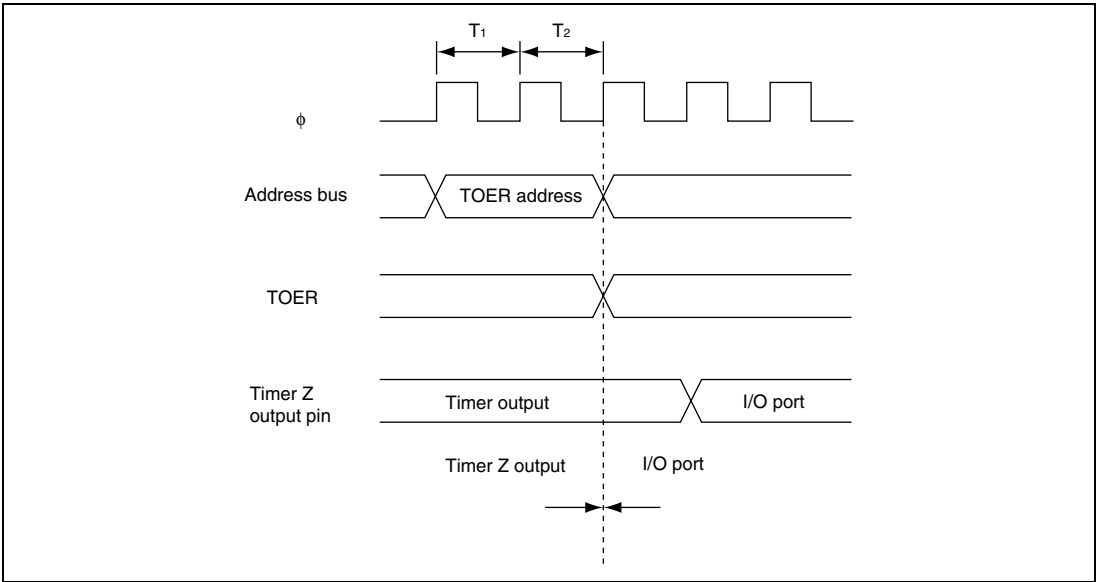 T1 T2
φ
Address bus TOER address
TOER
Timer Z
output pin
Timer output I/O port
Timer Z output I/O port